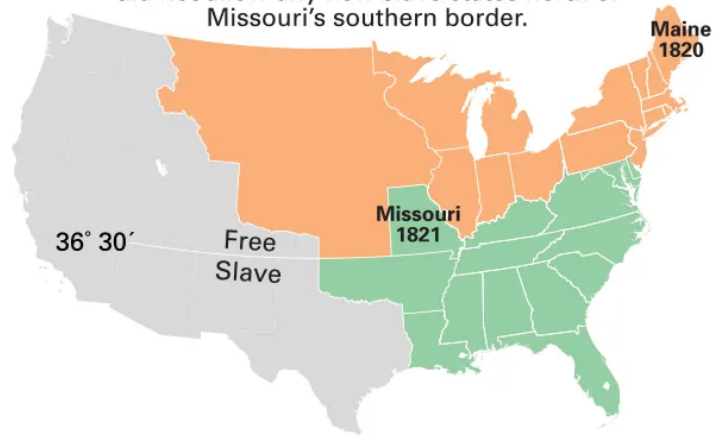 Missouri’s southern border.
Maine
1820
Missouri
1821
36° 30´
Free
Slave